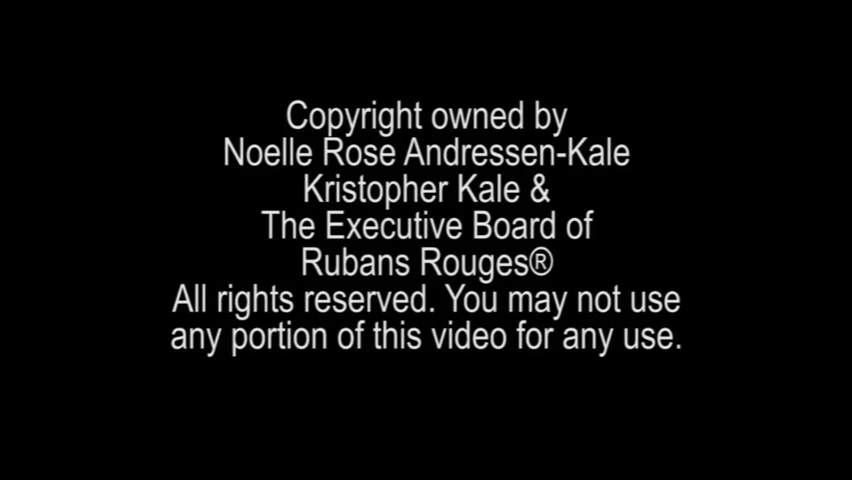 Copyright owned by
Noelle Rose Andressen-Kale
Kristopher Kale &
The Executive Board of
Rubans Rouges®
All rights reserved. You may not use
any portion of this video for any use.